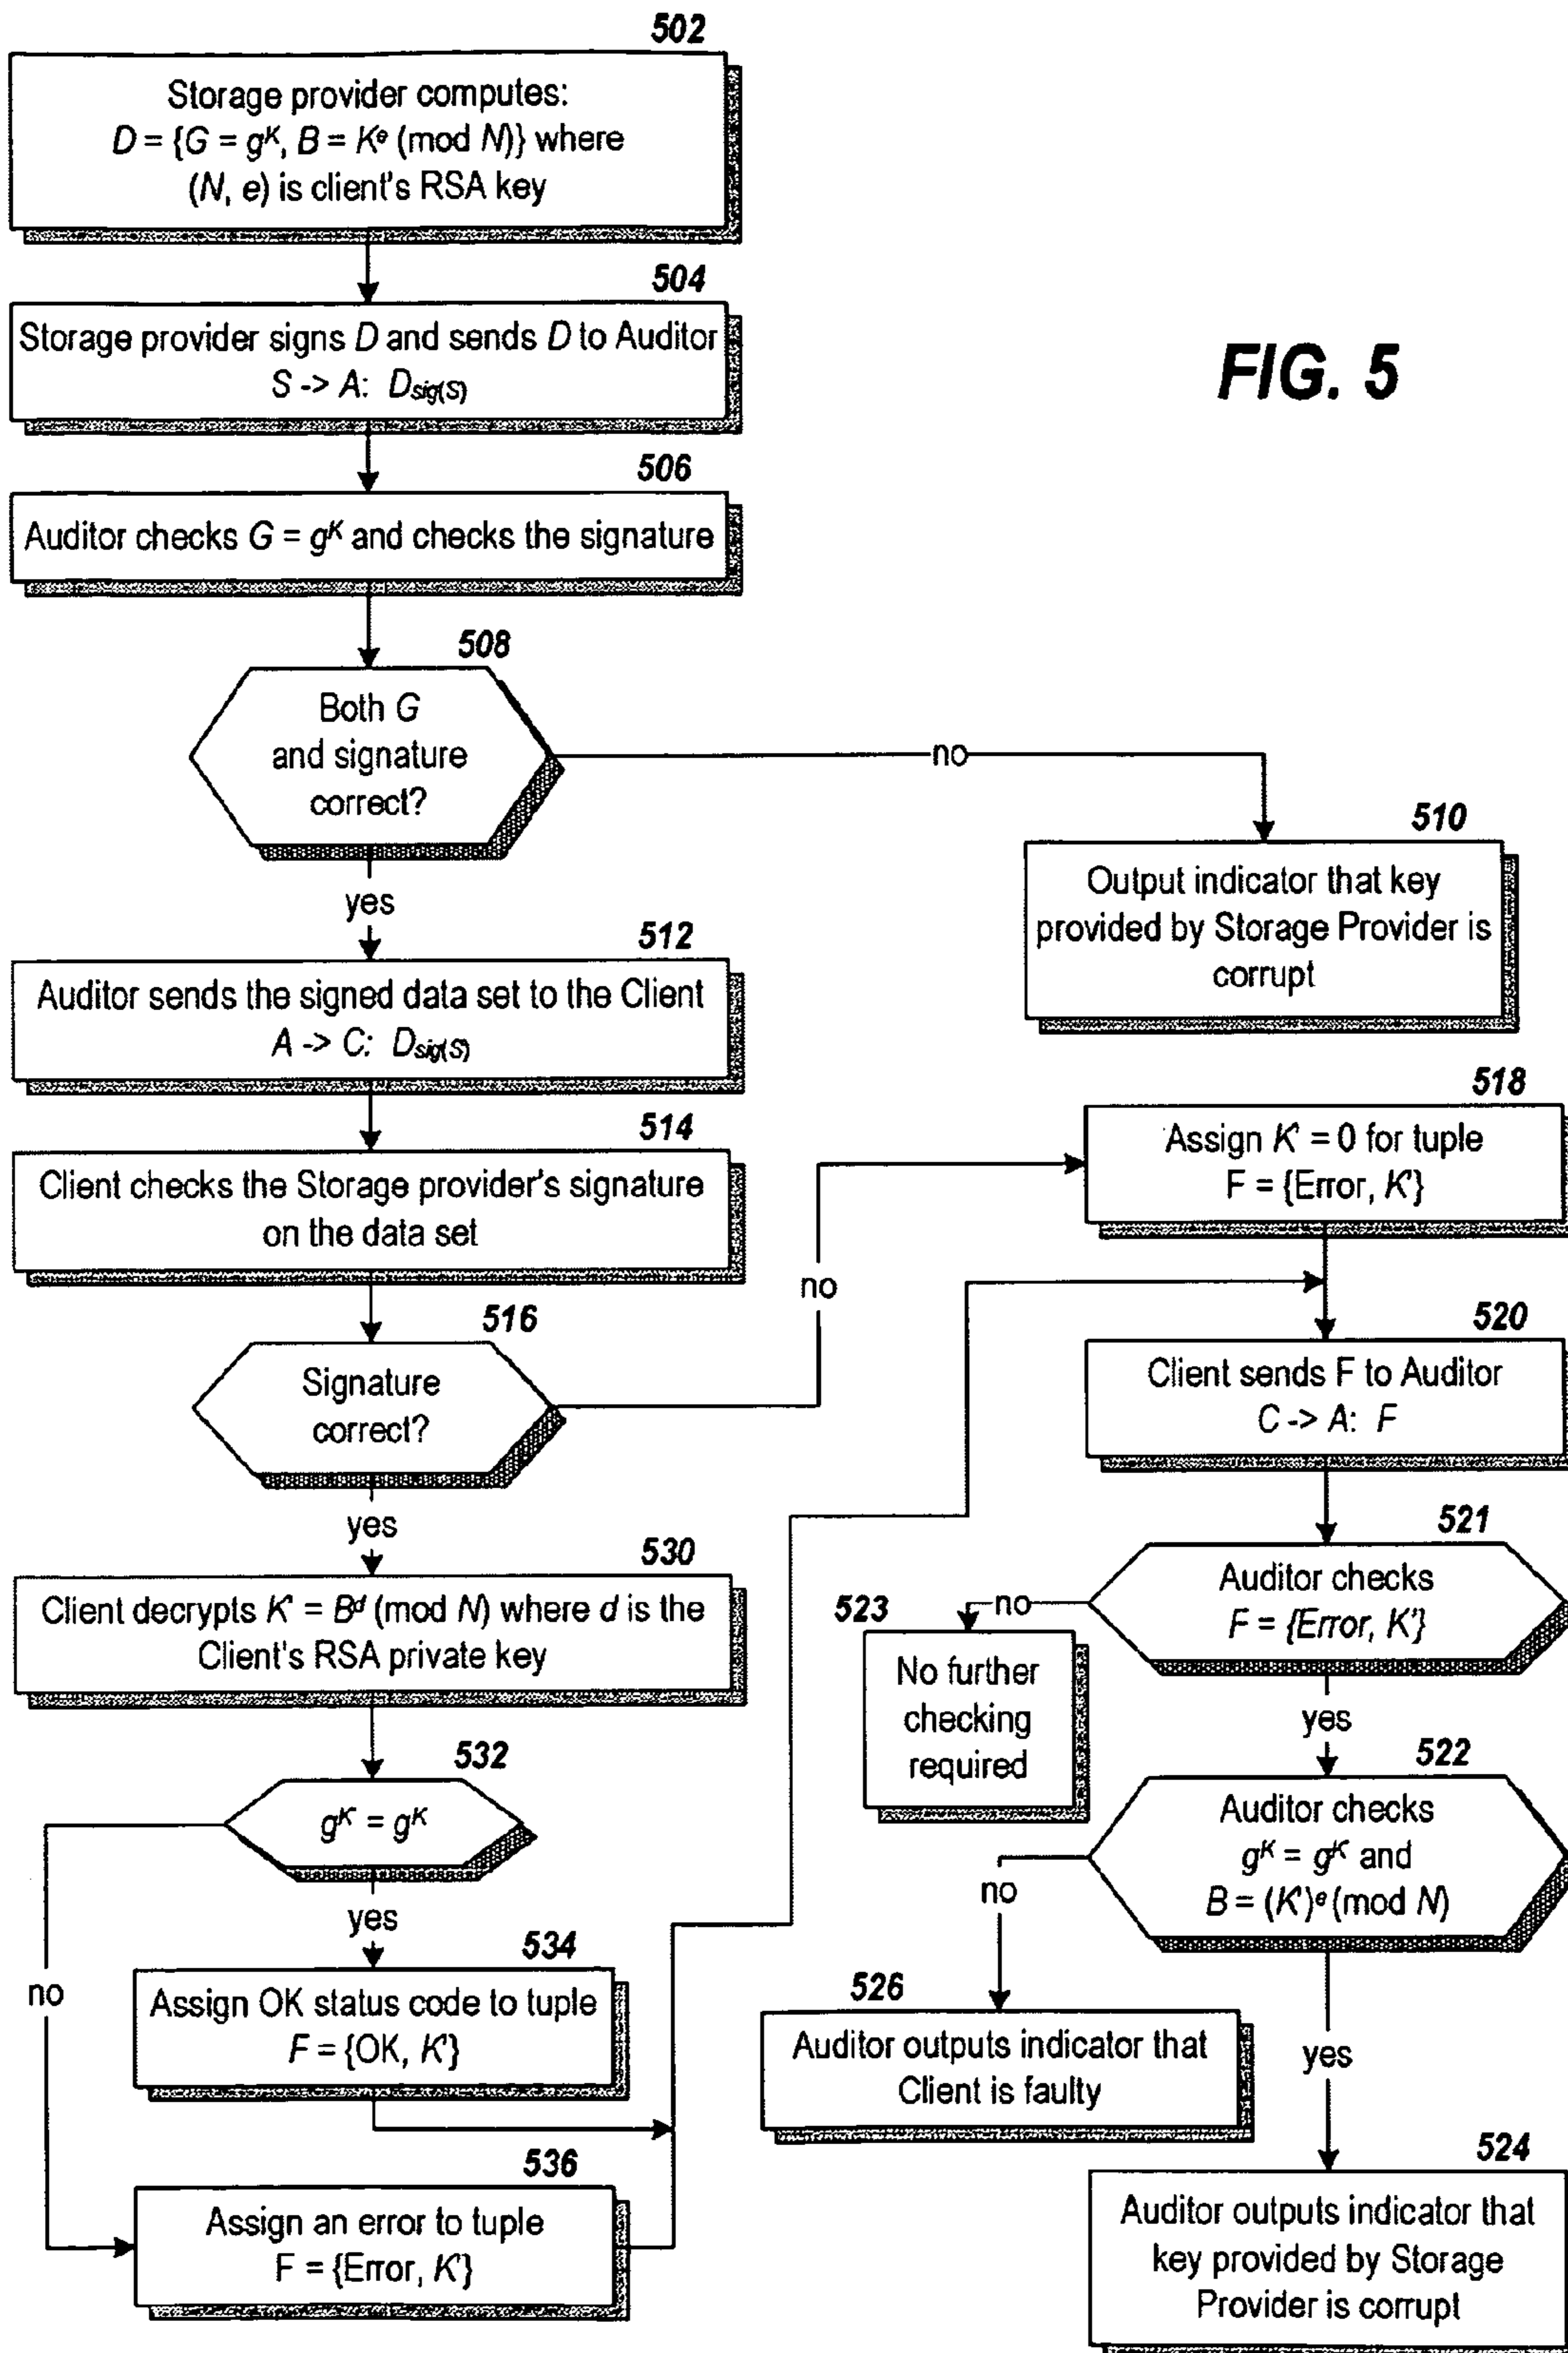 502
Storage provider computes:
D = {G = g^K, B = K^e (mod N)} where
(N, e) is client's RSA key
504
Storage provider signs D and sends D to Auditor
S -> A: D_sig(S)
506
Auditor checks G = g^K and checks the signature
FIG. 5
508
Both G
and signature
correct?
no
yes
510
Output indicator that key
provided by Storage Provider is
corrupt
512
Auditor sends the signed data set to the Client
A -> C: D_sig(S)
514
Client checks the Storage provider's signature
on the data set
516
Signature
correct?
no
yes
518
Assign K' = 0 for tuple
F = {Error, K'}
520
Client sends F to Auditor
C -> A: F
521
Auditor checks
F = {Error, K'}
no
yes
523
No further
checking
required
522
Auditor checks
g^K = g^K' and
B = (K')^e (mod N)
no
yes
526
Auditor outputs indicator that
Client is faulty
524
Auditor outputs indicator that
key provided by Storage
Provider is corrupt
530
Client decrypts K' = B^d (mod N) where d is the
Client's RSA private key
532
g^K' = g^K
yes
no
534
Assign OK status code to tuple
F = {OK, K'}
536
Assign an error to tuple
F = {Error, K'}